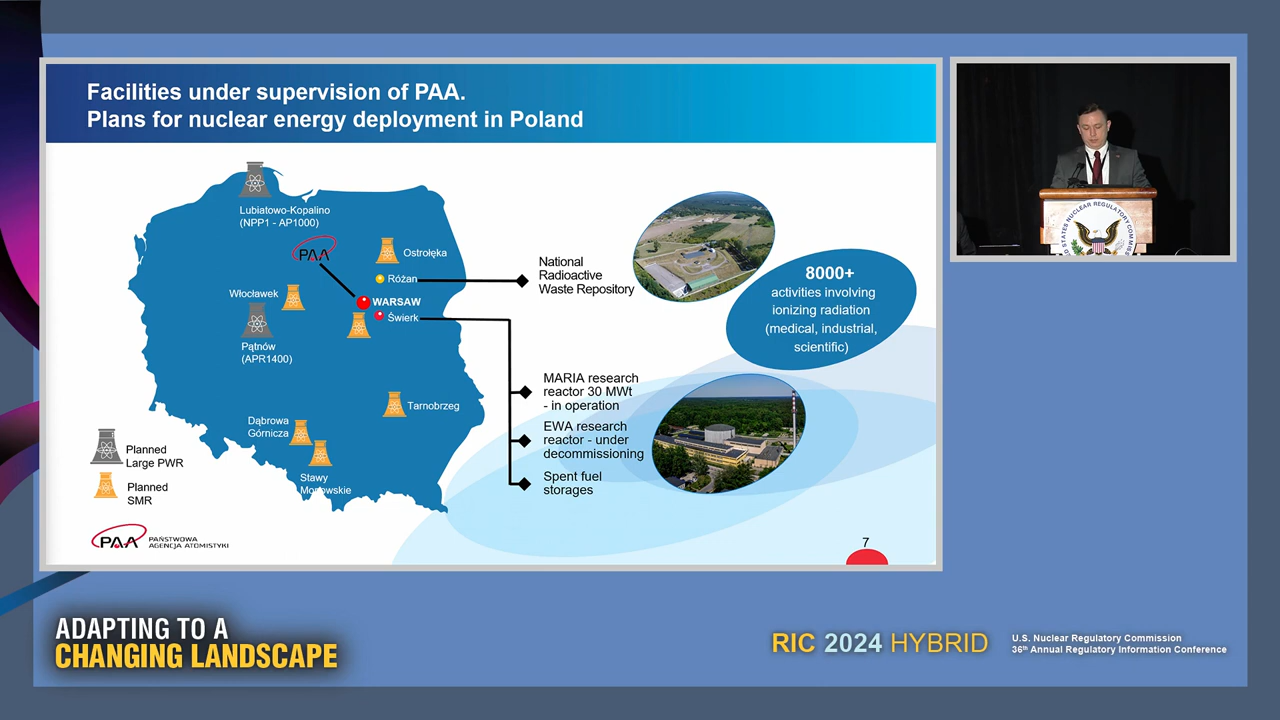 Facilities under supervision of PAA.
Plans for nuclear energy deployment in Poland
Lubiatowo-Kopalino
(NPP1 - AP1000)
PAA
Ostrołęka
Różan
Włocławek
WARSAW
Świerk
Pątnów
(APR1400)
Tarnobrzeg
Dąbrowa
Górnicza
Stawy
Monowskie
Planned
Large PWR
Planned
SMR
National
Radioactive
Waste Repository
8000+
activities involving
ionizing radiation
(medical, industrial,
scientific)
MARIA research
reactor 30 MWt
- in operation
EWA research
reactor - under
decommissioning
Spent fuel
storages
PAA
PAŃSTWOWA
AGENCJA ATOMISTYKI
7
STATES NUCLEAR REGULATORY COMMISS
ADAPTING TO A
CHANGING LANDSCAPE
RIC 2024 HYBRID
U.S. Nuclear Regulatory Commission
36th Annual Regulatory Information Conference